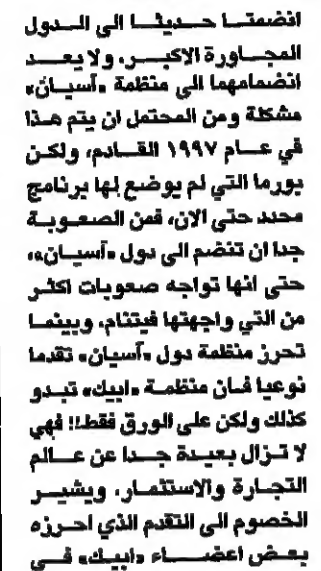 انضمتا حديثا الى الدول
المجاورة الاكبر، ولا يعد
انضمامهما الى منظمة «آسيان»
مشكلة ومن المحتمل ان يتم هذا
في عام ١٩٩٧ القادم، ولكن
بورما التي لم يوضع لها برنامج
محدد حتى الان، فمن الصعوبة
جدا ان تنضم الى دول «آسيان»،
حتى انها تواجه صعوبات اكثر
من التي واجهتها فيتنام، وبينما
تحرز منظمة دول «آسيان» تقدما
نوعيا فان منظمة «ابيك» تبدو
كذلك ولكن على الورق فقط!! فهي
لا تزال بعيدة جدا عن عالم
التجارة والاستثمار، ويشير
الخصوم الى التقدم الذي احرزه
بعض اعضاء «ابيك» في